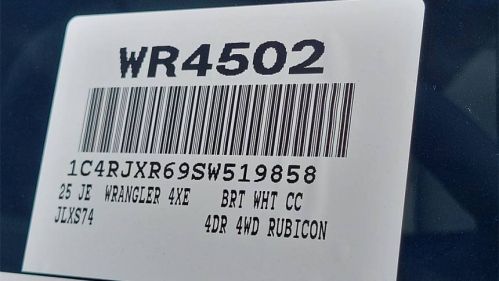 WR4502
1C4RJXR69SW519858
25 JE WRANGLER 4XE BRT WHT CC
JLXS74 4DR 4WD RUBICON